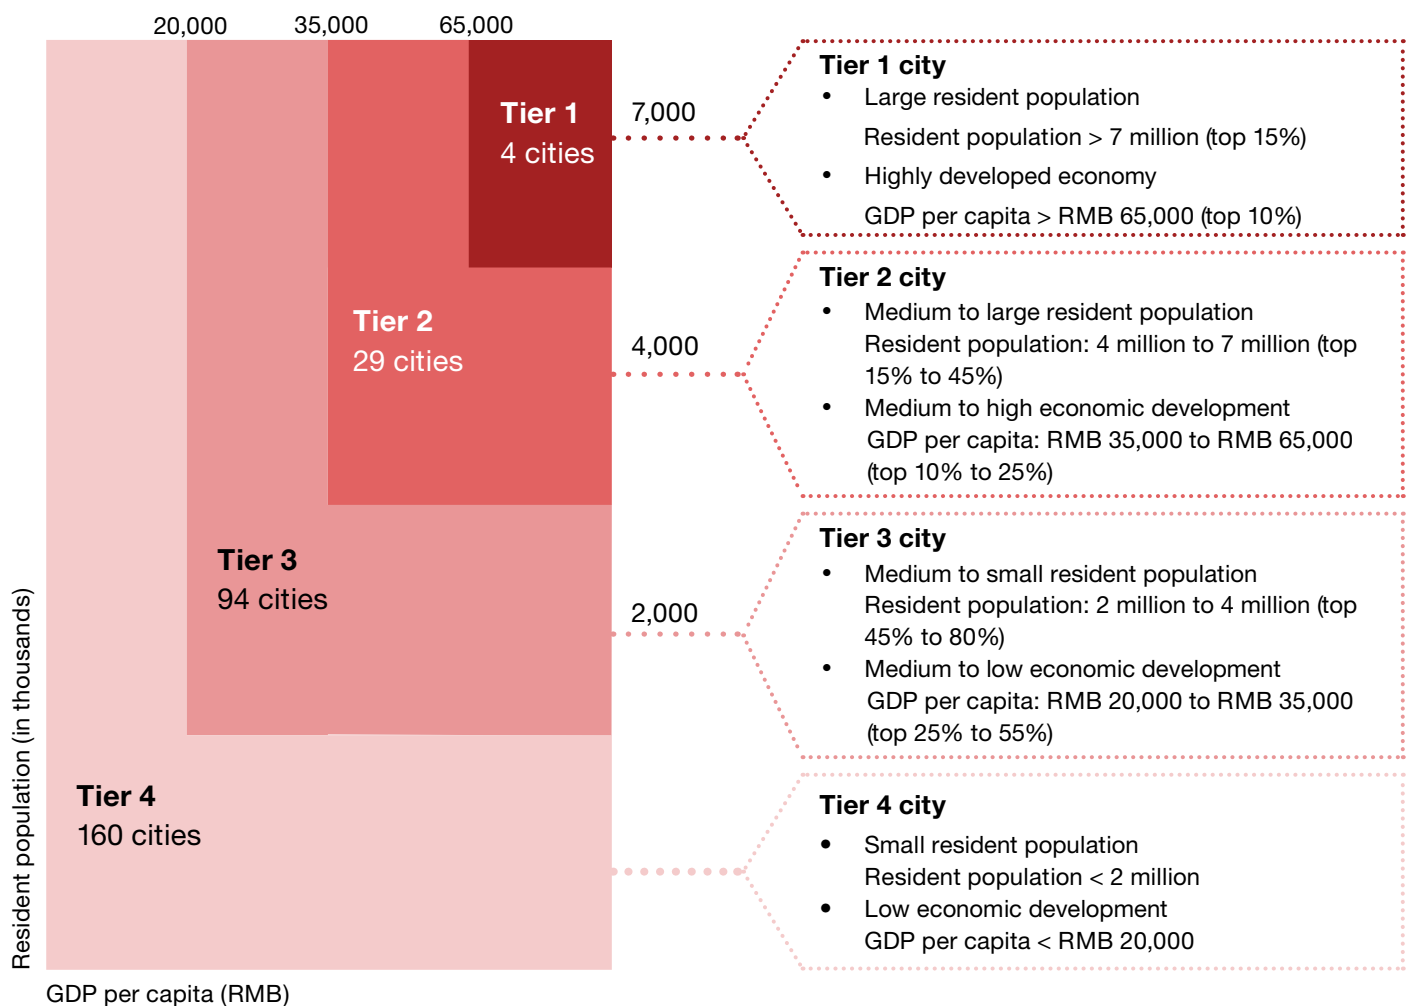 20,000
35,000
65,000
Tier 1
4 cities
7,000
Tier 2
29 cities
4,000
Tier 3
94 cities
2,000
Tier 4
160 cities
Resident population (in thousands)
GDP per capita (RMB)
Tier 1 city
• Large resident population
Resident population > 7 million (top 15%)
• Highly developed economy
GDP per capita > RMB 65,000 (top 10%)
Tier 2 city
• Medium to large resident population
Resident population: 4 million to 7 million (top
15% to 45%)
• Medium to high economic development
GDP per capita: RMB 35,000 to RMB 65,000
(top 10% to 25%)
Tier 3 city
• Medium to small resident population
Resident population: 2 million to 4 million (top
45% to 80%)
• Medium to low economic development
GDP per capita: RMB 20,000 to RMB 35,000
(top 25% to 55%)
Tier 4 city
• Small resident population
Resident population < 2 million
• Low economic development
GDP per capita < RMB 20,000